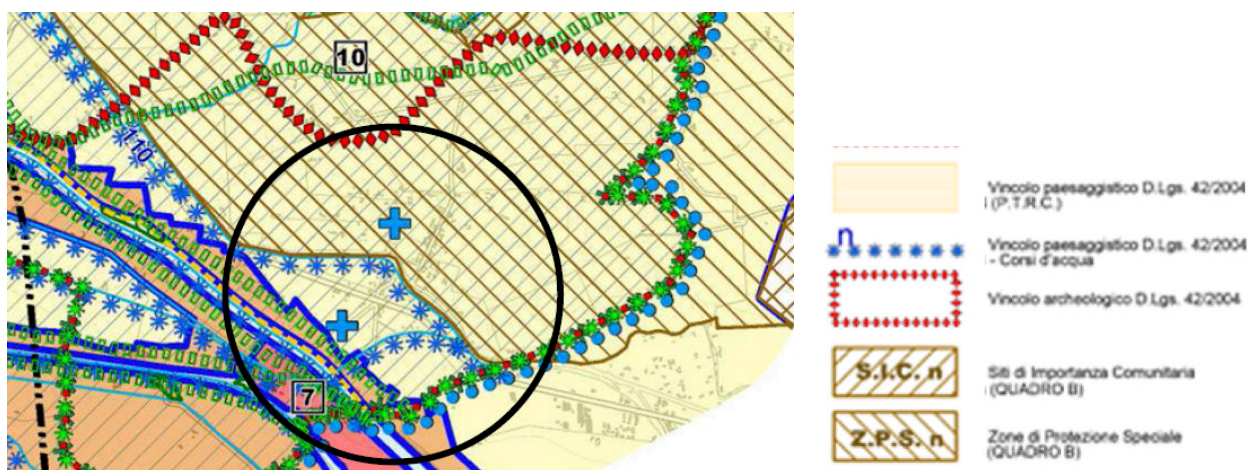 10
110
7
Vincolo paesaggistico D.Lgs. 42/2004
(P.T.R.C.)
n
Vincolo paesaggistico D.Lgs. 42/2004
- Corsi d'acqua
Vincolo archeologico D.Lgs. 42/2004
S.I.C. n
Siti di Importanza Comunitaria
(QUADRO B)
Z.P.S. n
Zone di Protezione Speciale
(QUADRO B)